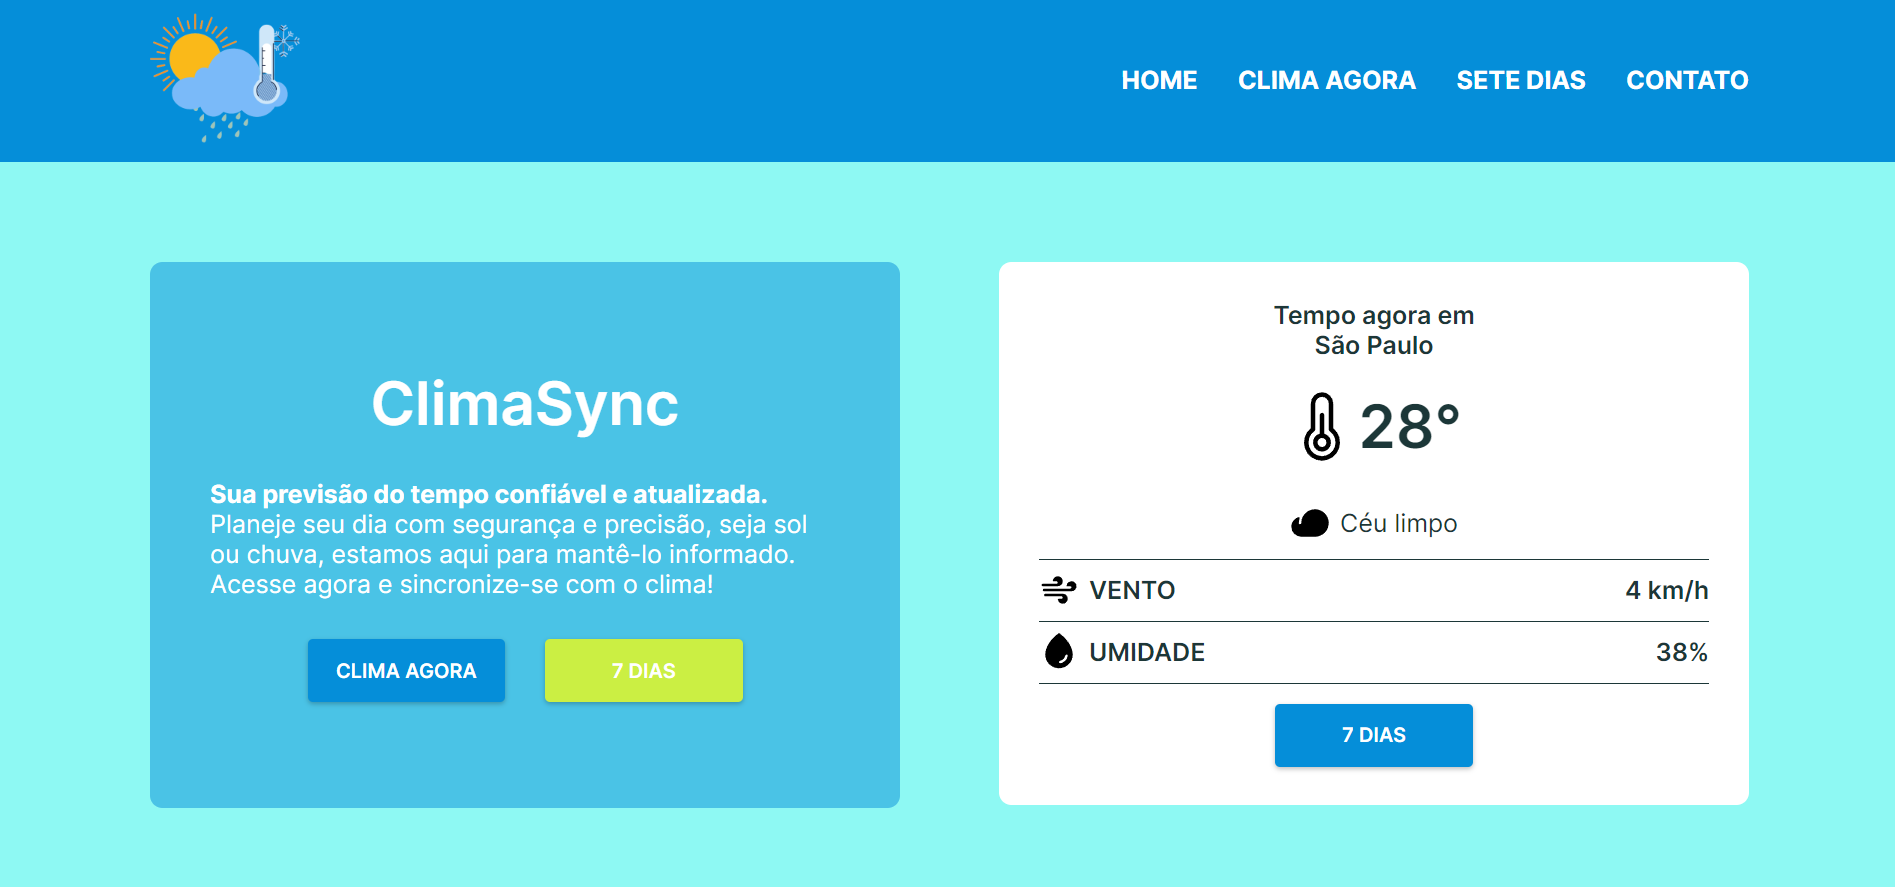 HOME CLIMA AGORA SETE DIAS CONTATO
ClimaSync
Sua previsão do tempo confiável e atualizada.
Planeje seu dia com segurança e precisão, seja sol
ou chuva, estamos aqui para mantê-lo informado.
Acesse agora e sincronize-se com o clima!
CLIMA AGORA 7 DIAS
Tempo agora em
São Paulo
28°
Céu limpo
VENTO 4 km/h
UMIDADE 38%
7 DIAS